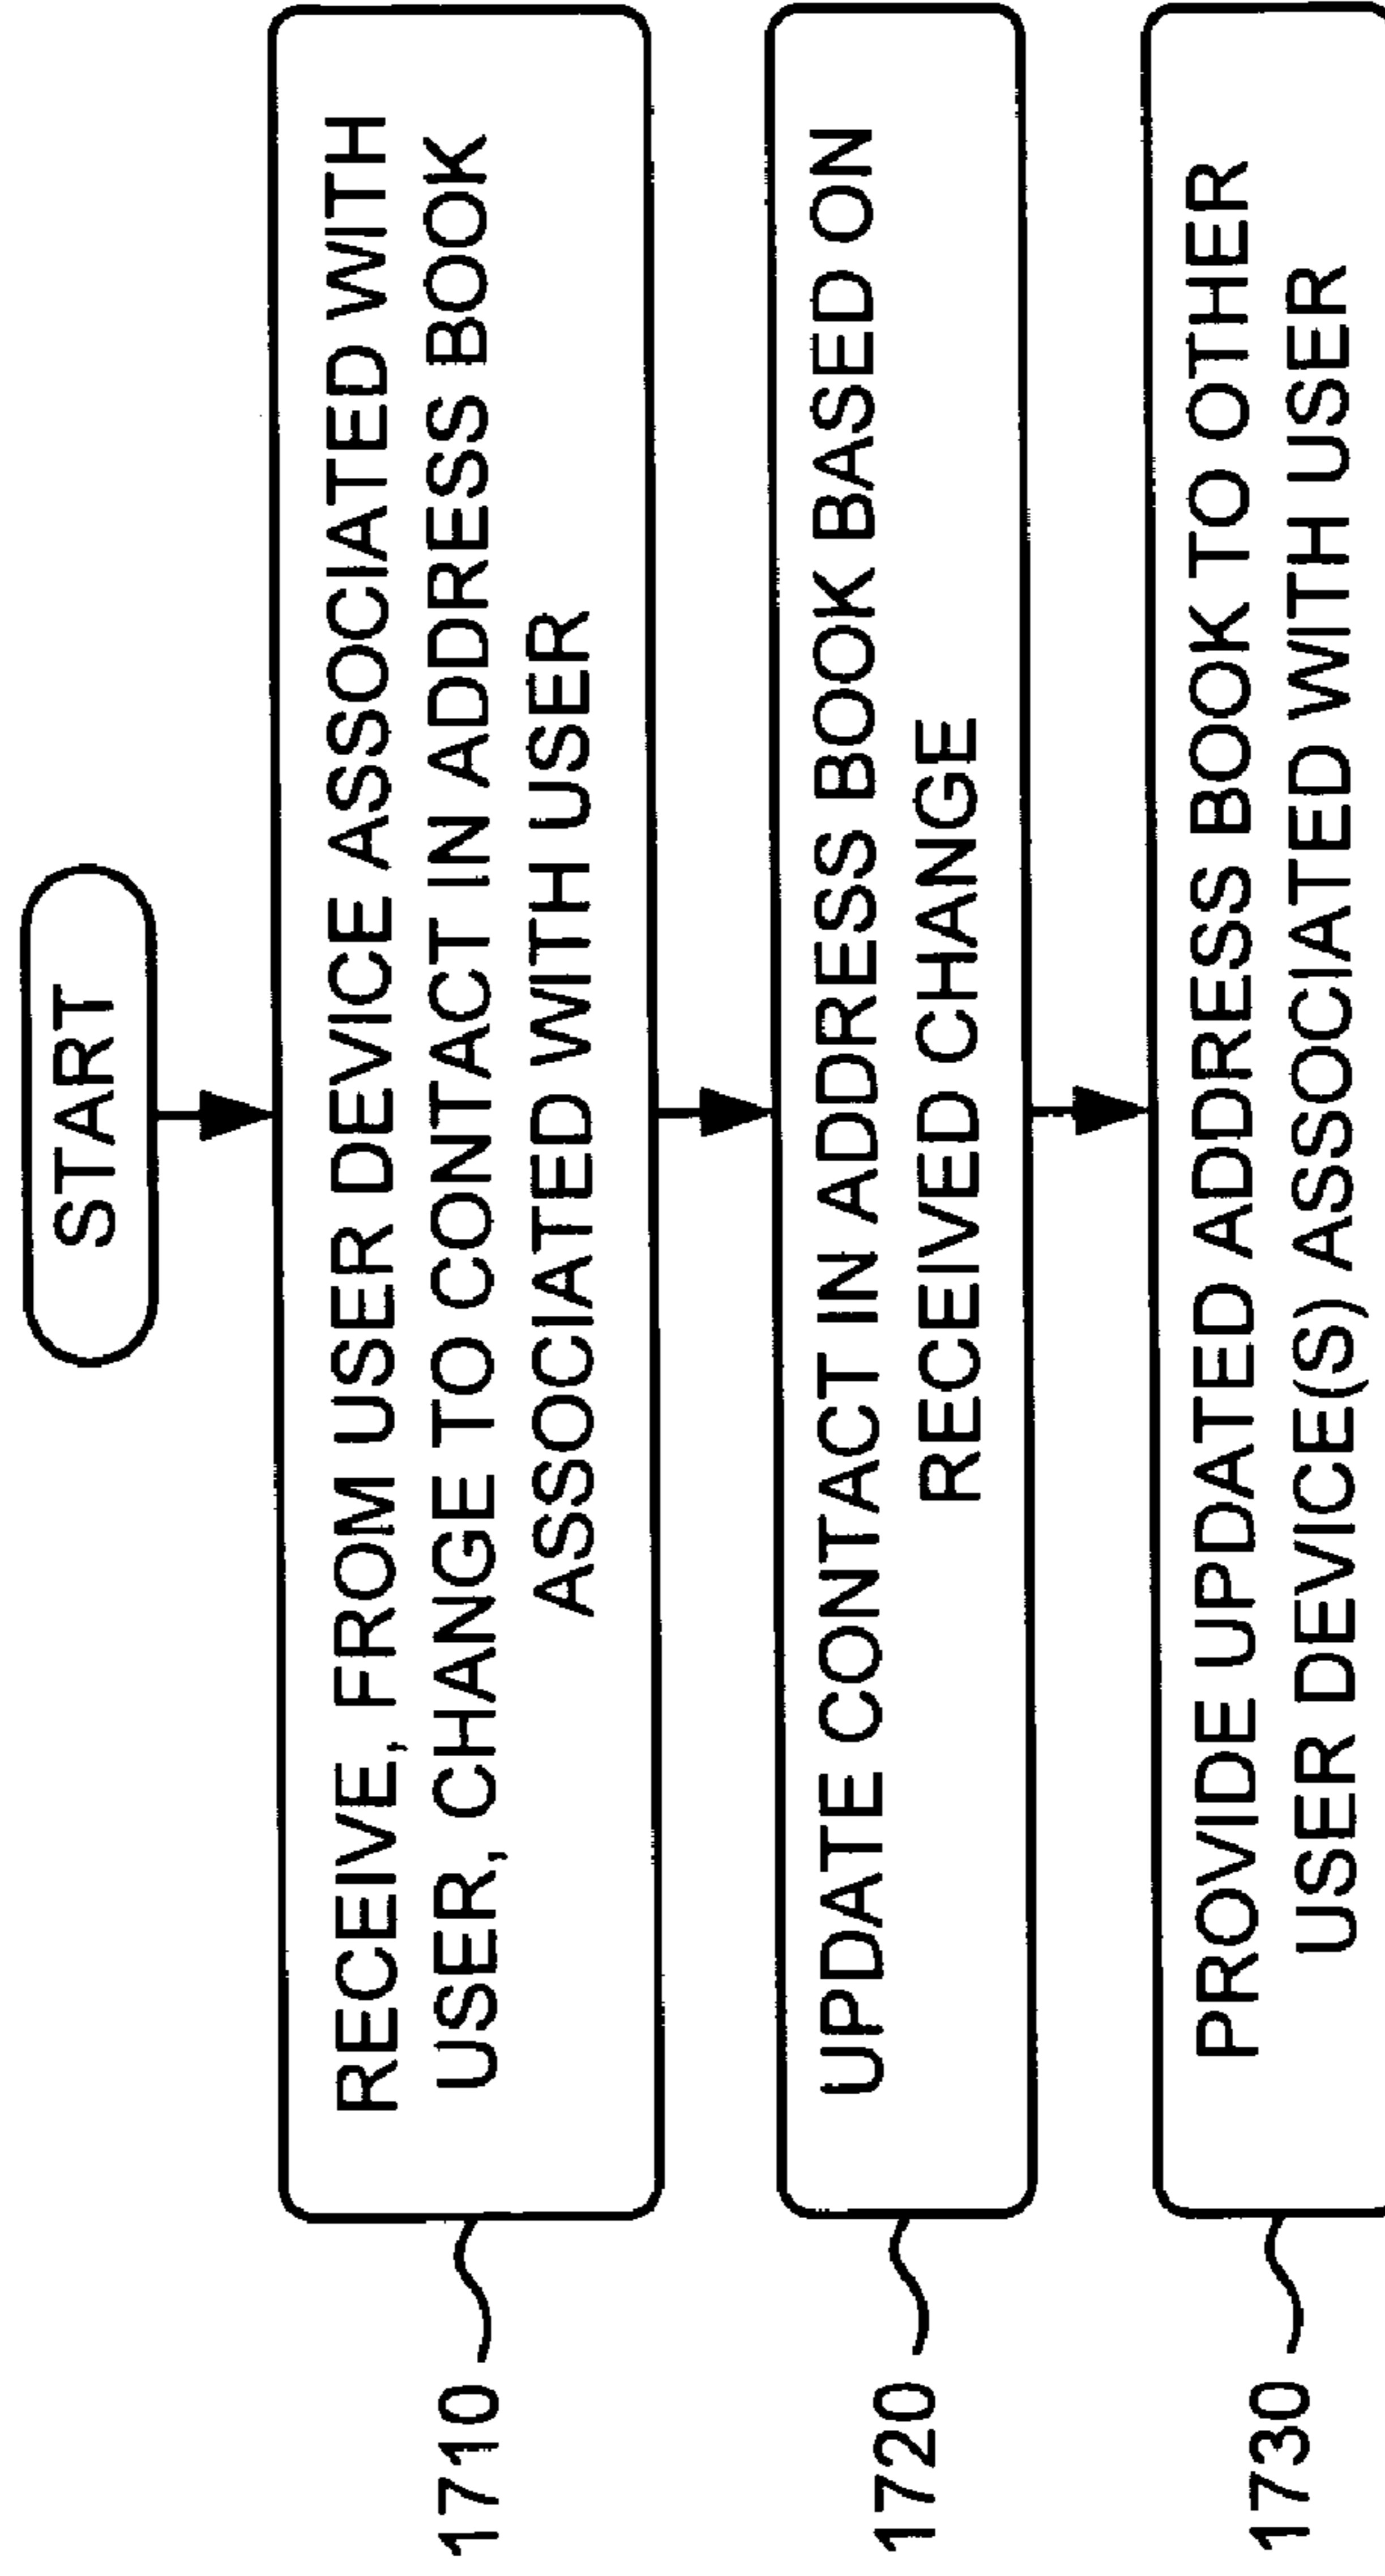 START
RECEIVE, FROM USER DEVICE ASSOCIATED WITH
USER, CHANGE TO CONTACT IN ADDRESS BOOK
ASSOCIATED WITH USER
1710
UPDATE CONTACT IN ADDRESS BOOK BASED ON
RECEIVED CHANGE
1720
PROVIDE UPDATED ADDRESS BOOK TO OTHER
USER DEVICE(S) ASSOCIATED WITH USER
1730